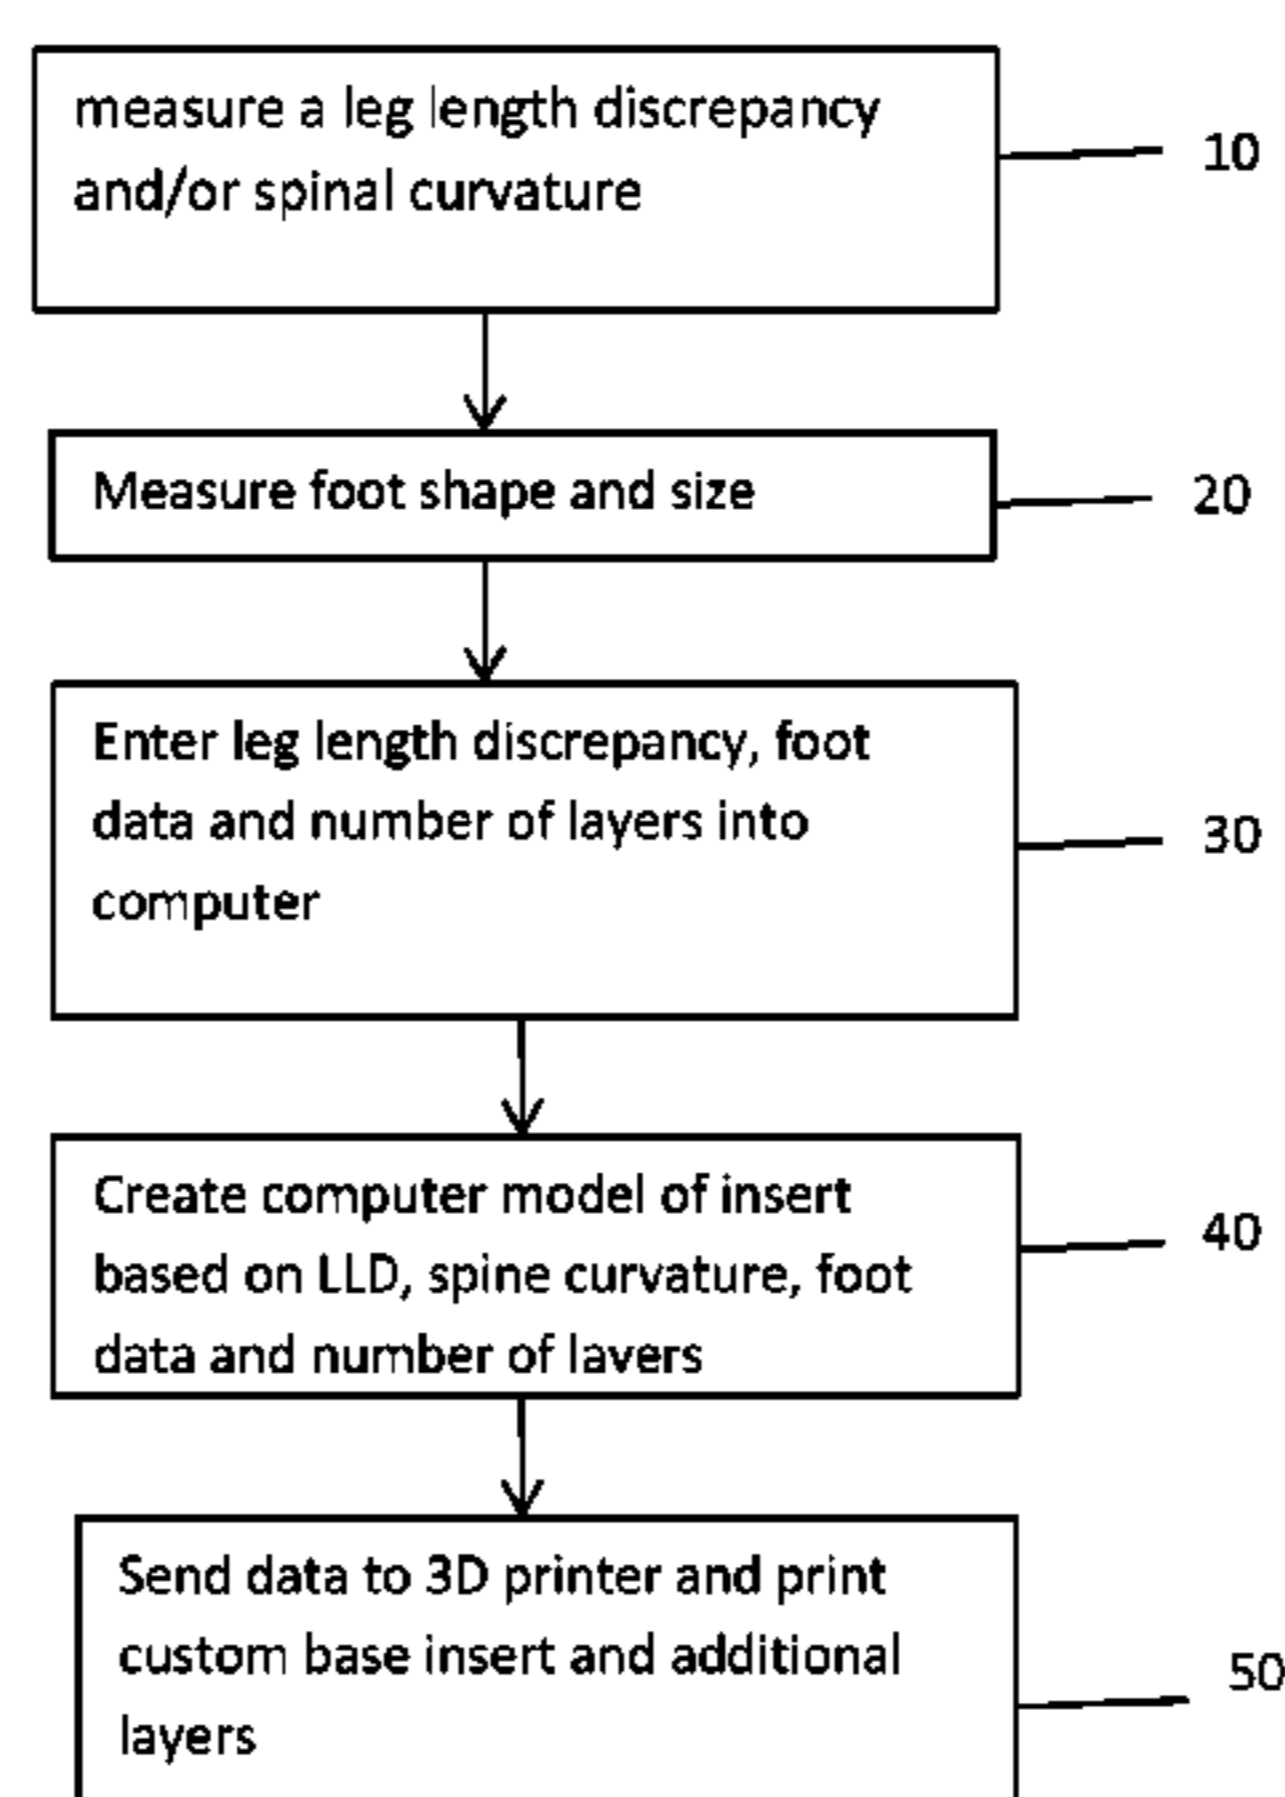 measure a leg length discrepancy
and/or spinal curvature
10
Measure foot shape and size
20
Enter leg length discrepancy, foot
data and number of layers into
computer
30
Create computer model of insert
based on LLD, spine curvature, foot
data and number of lavers
40
Send data to 3D printer and print
custom base insert and additional
layers
50